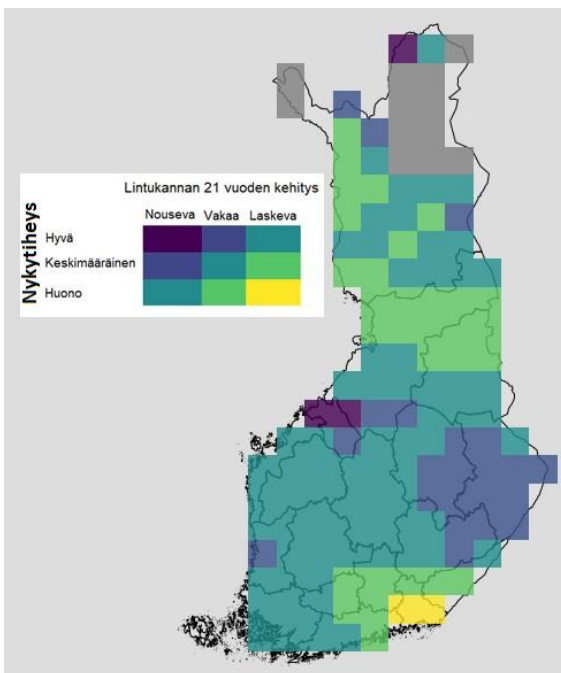 Lintukannan 21 vuoden kehitys
Nouseva Vakaa Laskeva
Nykytiheys
Hyvä
Keskimääräinen
Huono